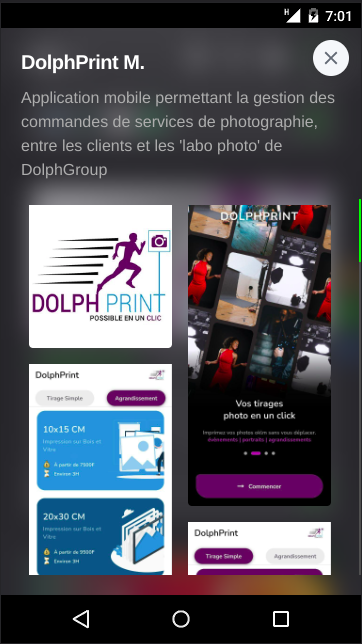 H
7:01
DolphPrint M.
Application mobile permettant la gestion des
commandes de services de photographie,
entre les clients et les 'labo photo' de
DolphGroup
DOLPH PRINT
POSSIBLE EN UN CLIC
DOLPHPRINT
Vos tirages
photo en un click
Imprimez vos photos sitôt sans vous déplacer.
évènements | portraits | agrandissements
Commencer
DolphPrint
Tirage Simple
Agrandissement
10x15 CM
Impression sur Bois et
Vitre
À partir de 7500F
Environ 3H
20x30 CM
Impression sur Bois et
Vitre
À partir de 9500F
Environ 3H
DolphPrint
Tirage Simple
Agrandissement